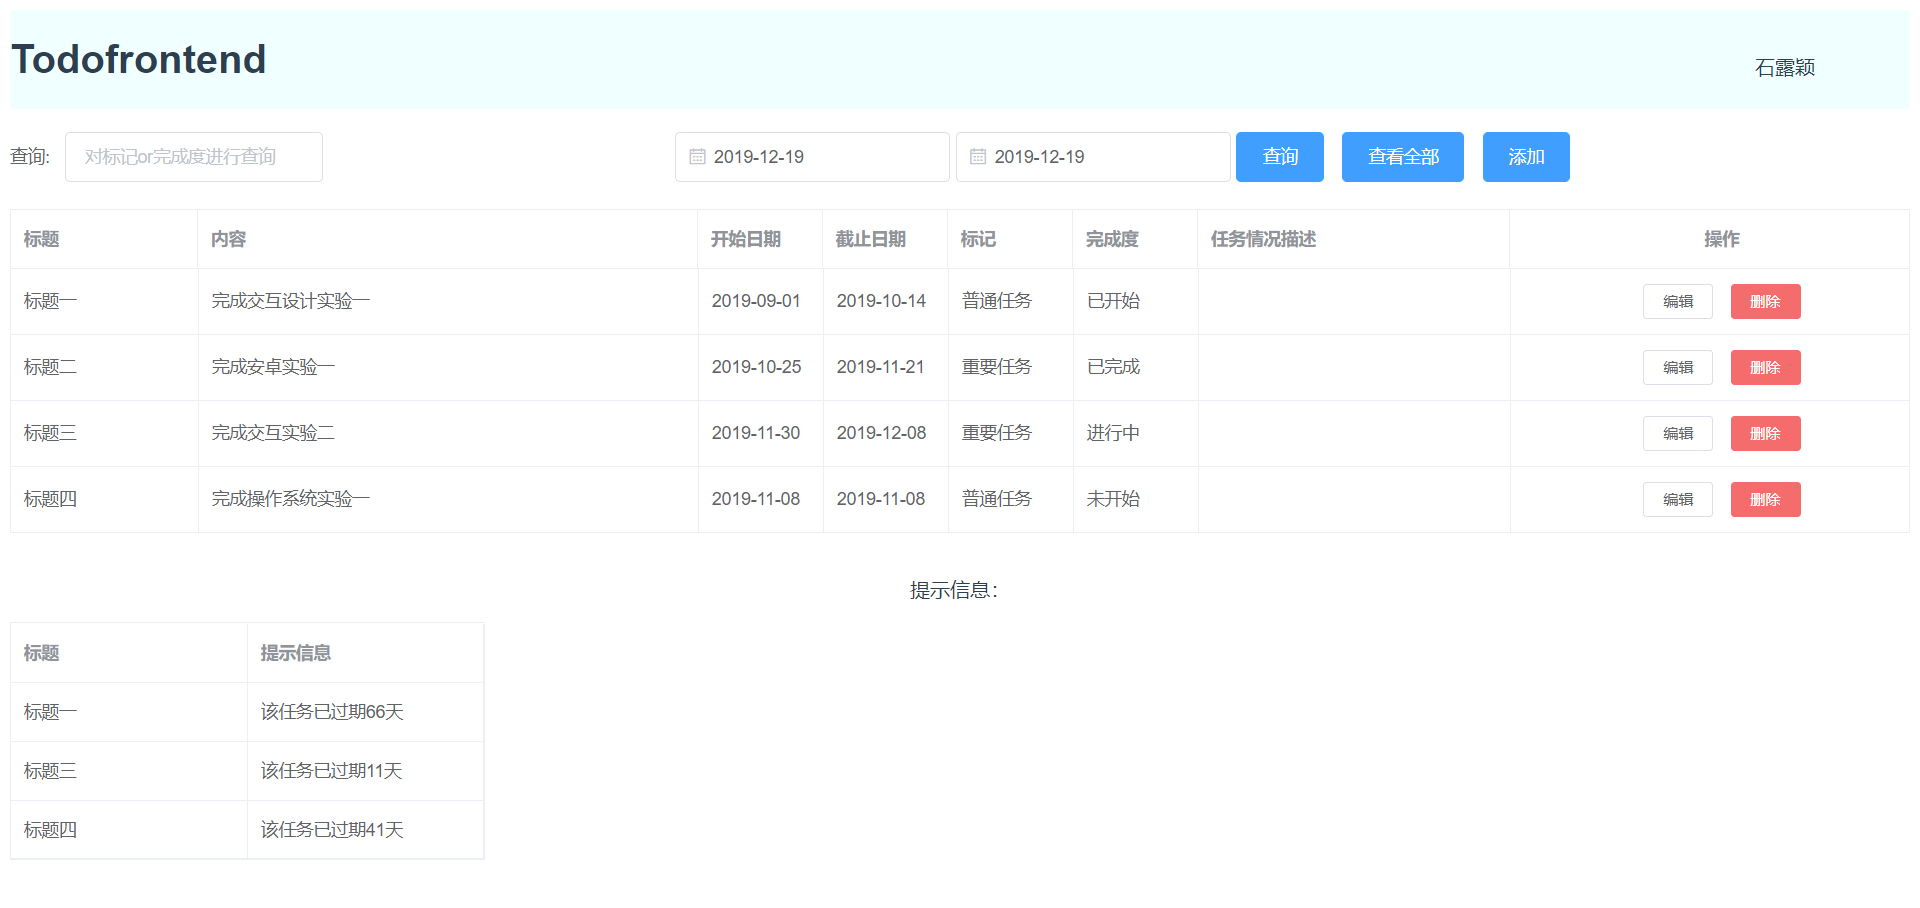 Todofrontend
石露颖
查询: 对标记or完成度进行查询 2019-12-19 2019-12-19 查询 查看全部 添加
标题 内容 开始日期 截止日期 标记 完成度 任务情况描述 操作
标题一 完成交互设计实验一 2019-09-01 2019-10-14 普通任务 已开始 编辑 删除
标题二 完成安卓实验一 2019-10-25 2019-11-21 重要任务 已完成 编辑 删除
标题三 完成交互实验二 2019-11-30 2019-12-08 重要任务 进行中 编辑 删除
标题四 完成操作系统实验一 2019-11-08 2019-11-08 普通任务 未开始 编辑 删除
提示信息：
标题 提示信息
标题一 该任务已过期66天
标题三 该任务已过期11天
标题四 该任务已过期41天